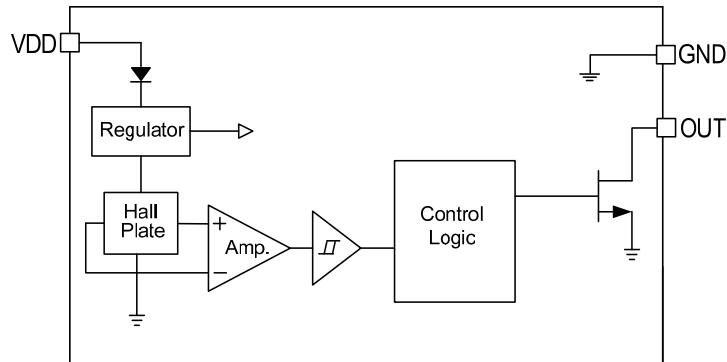 VDD
GND
Regulator
OUT
Hall
Plate
+
Amp.
−
Control
Logic